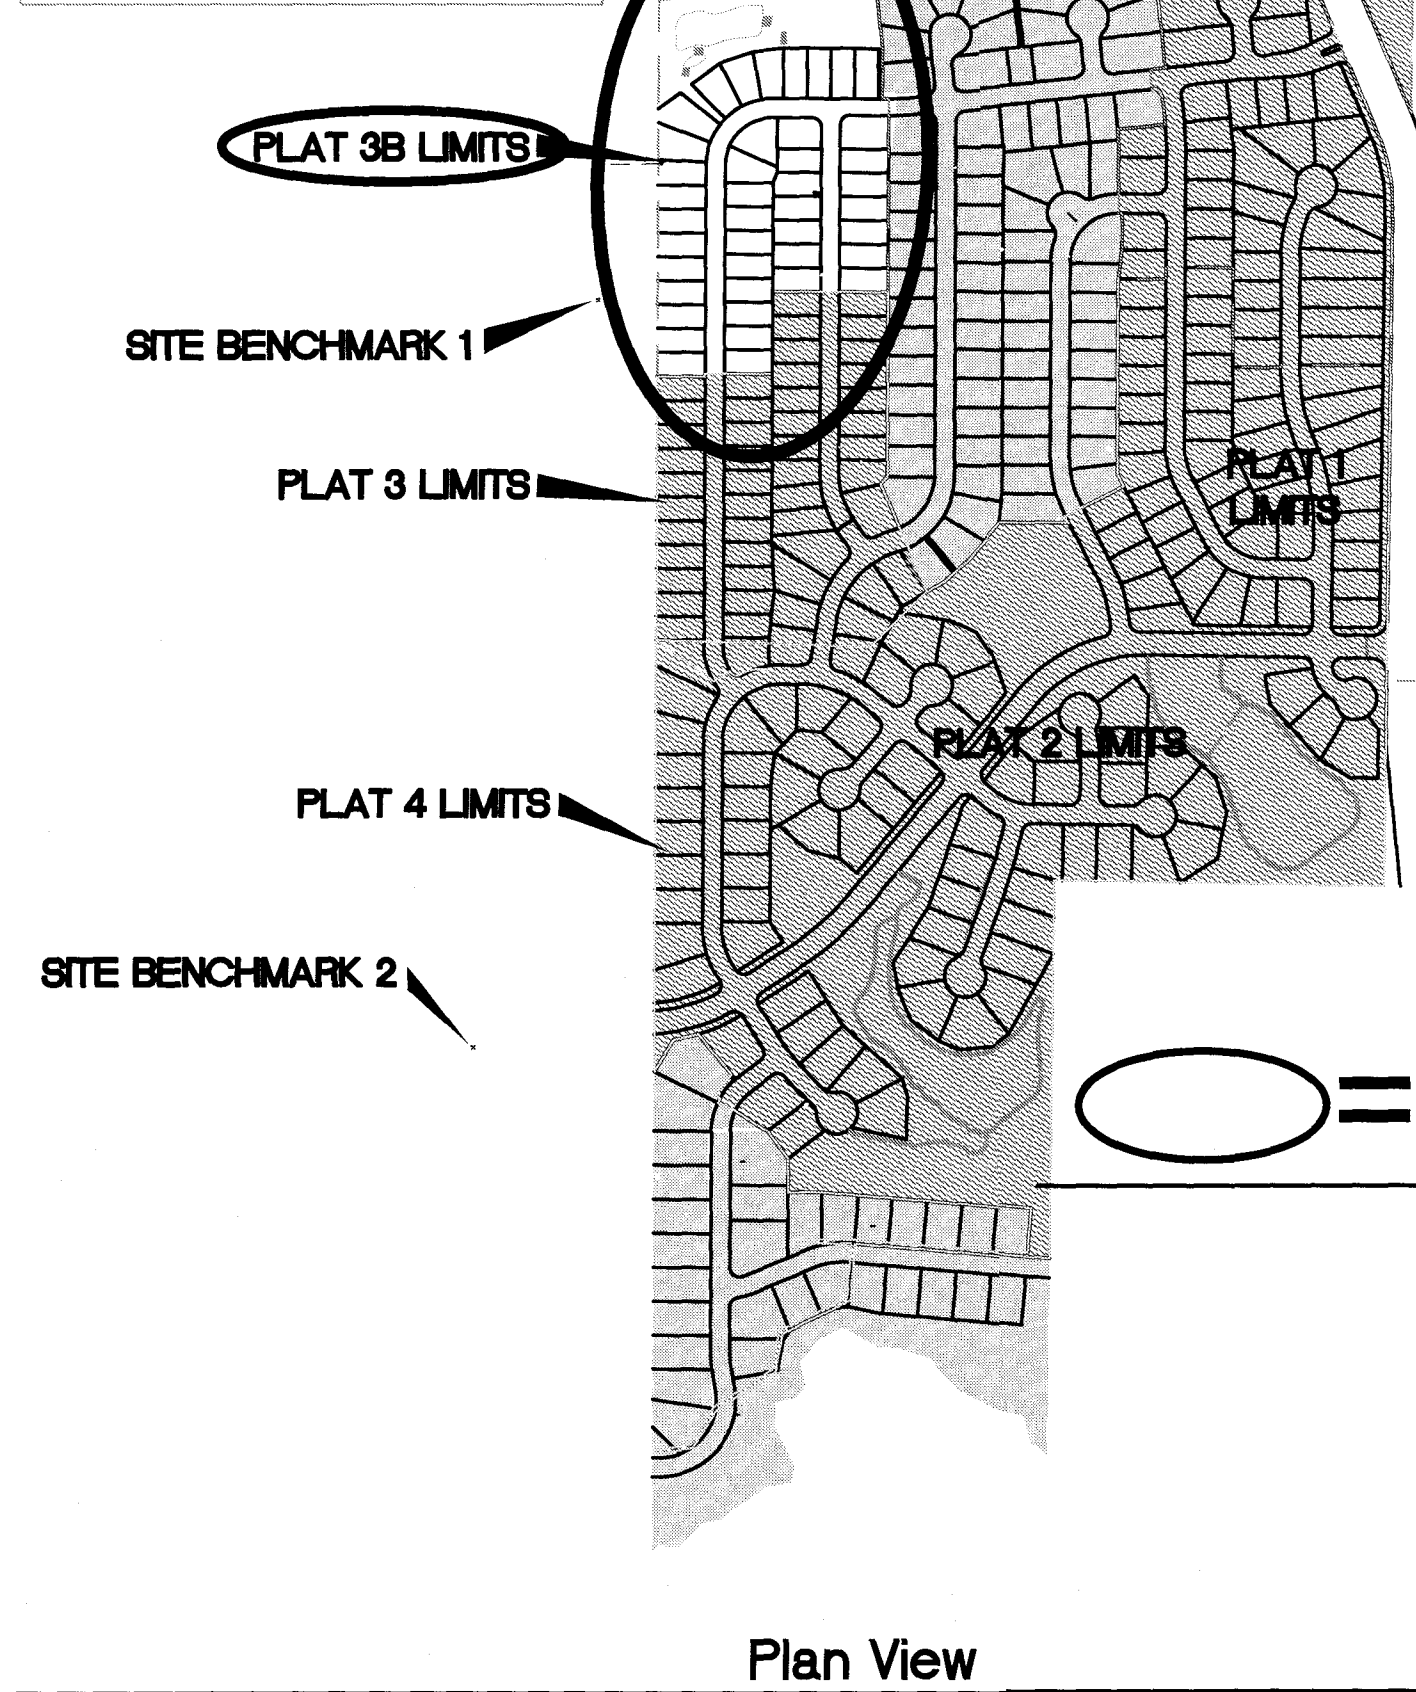 PLAT 3B LIMITS
SITE BENCHMARK 1
PLAT 3 LIMITS
PLAT 1
LIMITS
PLAT 2 LIMITS
PLAT 4 LIMITS
SITE BENCHMARK 2
=
Plan View